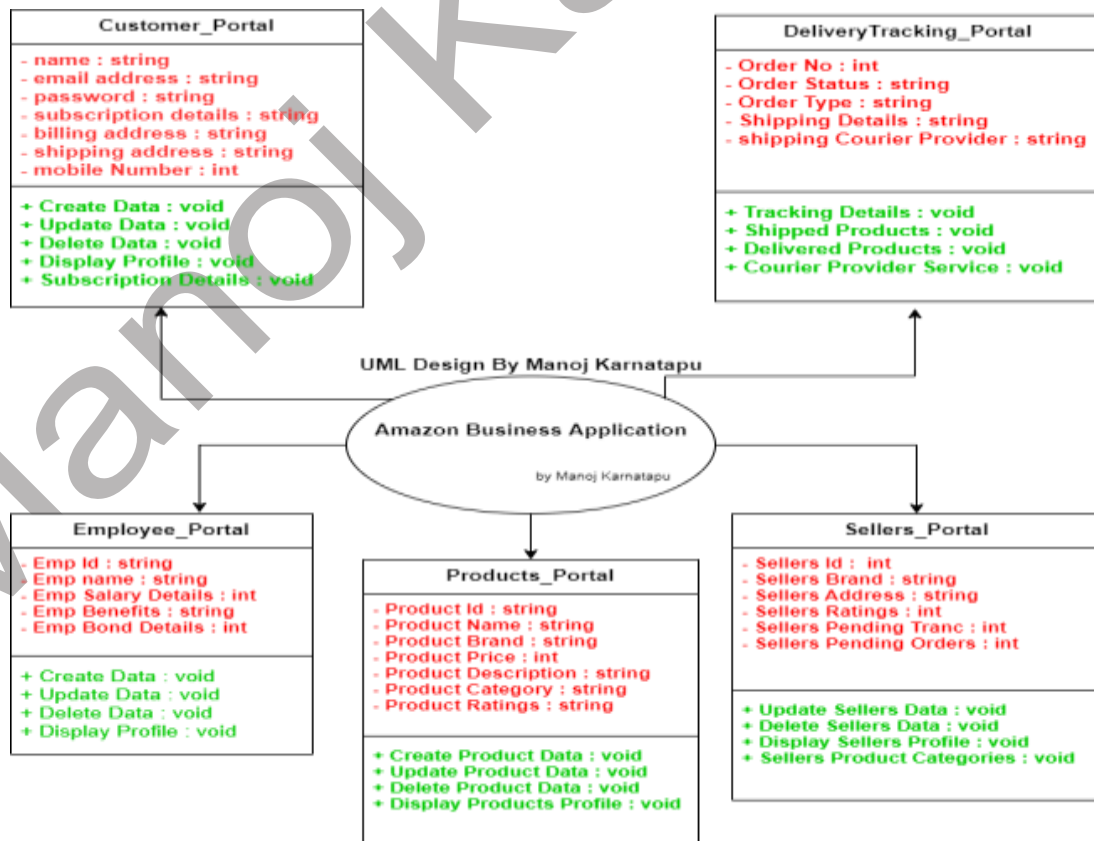 Customer_Portal
- name : string
- email address : string
- password : string
- subscription details : string
- billing address : string
- shipping address : string
- mobile Number : int
+ Create Data : void
+ Update Data : void
+ Delete Data : void
+ Display Profile : void
+ Subscription Details : void
DeliveryTracking_Portal
- Order No : int
- Order Status : string
- Order Type : string
- Shipping Details : string
- shipping Courier Provider : string
+ Tracking Details : void
+ Shipped Products : void
+ Delivered Products : void
+ Courier Provider Service : void
UML Design By Manoj Karnatapu
Amazon Business Application
by Manoj Karnatapu
Employee_Portal
- Emp Id : string
- Emp name : string
- Emp Salary Details : int
- Emp Benefits : string
- Emp Bond Details : int
+ Create Data : void
+ Update Data : void
+ Delete Data : void
+ Display Profile : void
Products_Portal
- Product Id : string
- Product Name : string
- Product Brand : string
- Product Price : int
- Product Description : string
- Product Category : string
- Product Ratings : string
+ Create Product Data : void
+ Update Product Data : void
+ Delete Product Data : void
+ Display Products Profile : void
Sellers_Portal
- Sellers Id : int
- Sellers Brand : string
- Sellers Address : string
- Sellers Ratings : int
- Sellers Pending Tranc : int
- Sellers Pending Orders : int
+ Update Sellers Data : void
+ Delete Sellers Data : void
+ Display Sellers Profile : void
+ Sellers Product Categories : void
Manoj